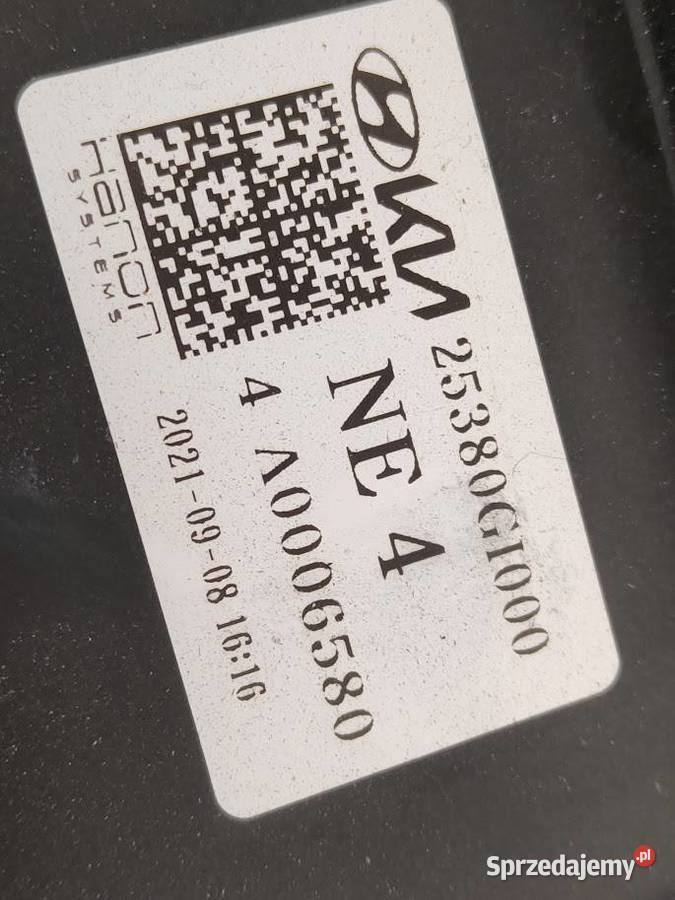 KIA
25380GI000
NE 4
4 A0006580
2021-09-08 16:16
Hanon
SYSTEMS
Sprzedajemy.pl